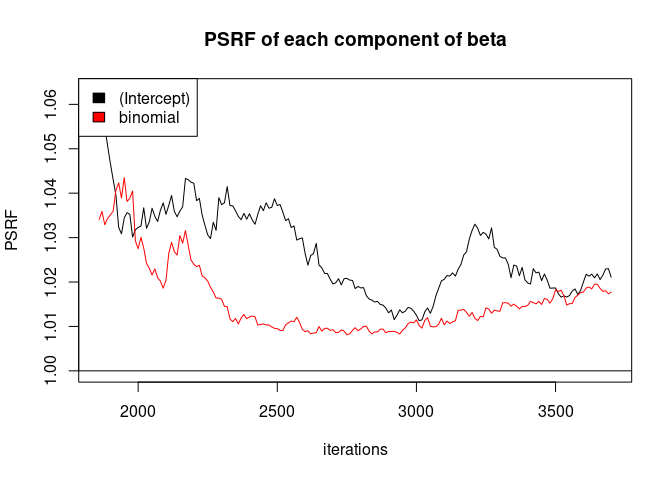 PSRF of each component of beta
(Intercept)
binomial
PSRF
1.06
1.05
1.04
1.03
1.02
1.01
1.00
2000 2500 3000 3500
iterations